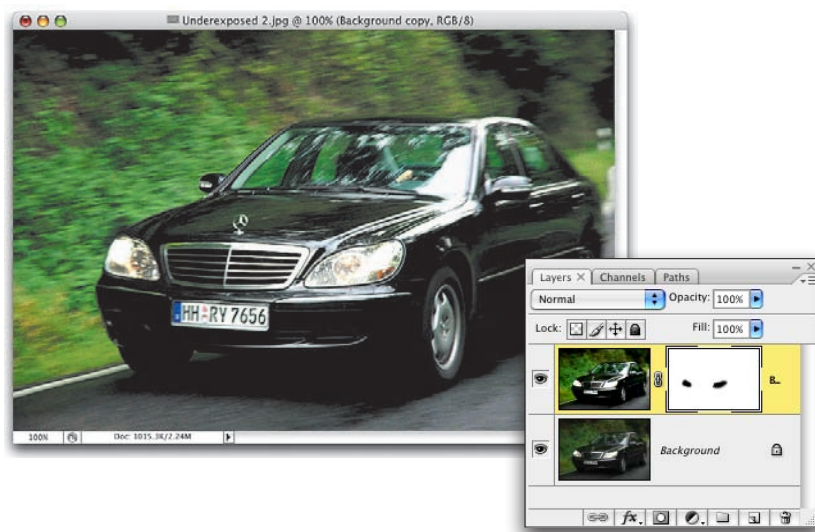 Underexposed 2.jpg @ 100% (Background copy, RGB/8)
HH RY 7656
100%
Doc: 1015.3K/2.24M
Layers × Channels Paths
Normal Opacity: 100%
Lock: Fill: 100%
B...
Background
fx